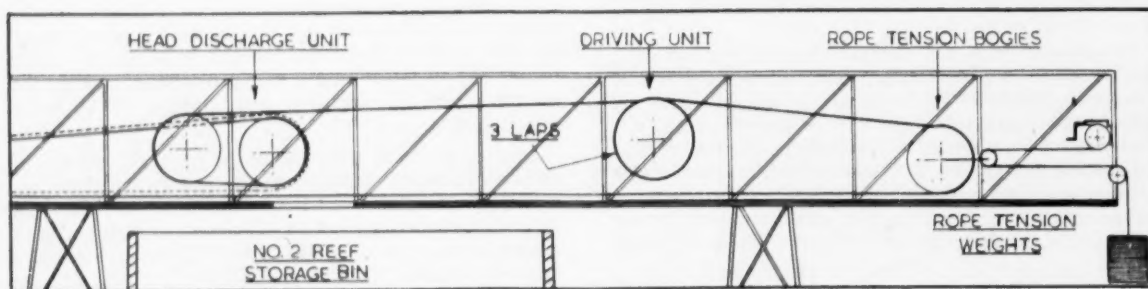 HEAD DISCHARGE UNIT
DRIVING UNIT
ROPE TENSION BOGIES
3 LAPS
NO. 2 REEF
STORAGE BIN
ROPE TENSION
WEIGHTS